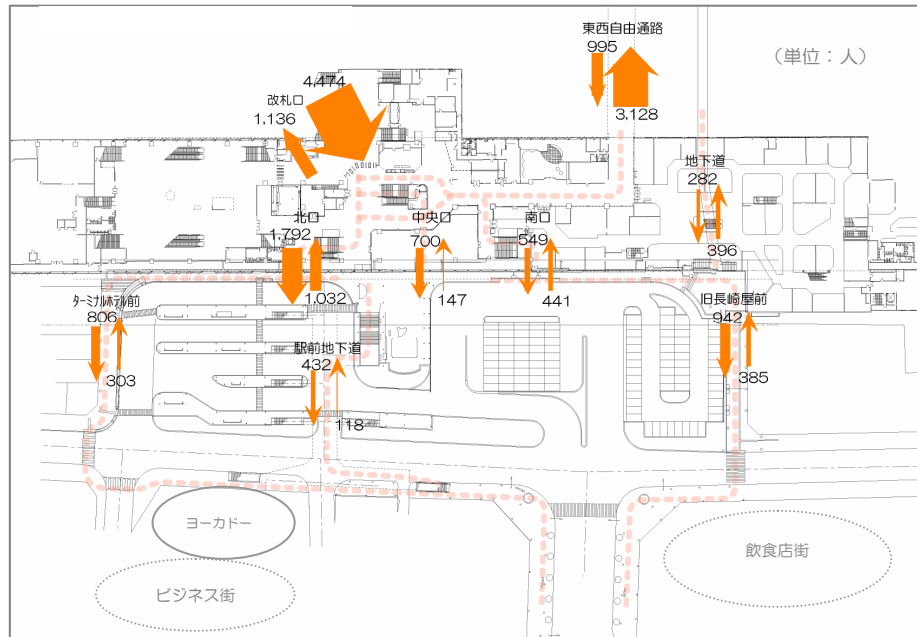 東西自由通路
995
(単位：人)
4,474
改札口
1,136
3,128
地下道
282
北口
中央口
南口
1,792
700
549
396
1,032
147
441
ターミナルホテル前
806
旧長崎屋前
942
駅前地下道
432
303
385
118
ヨーカドー
飲食店街
ビジネス街